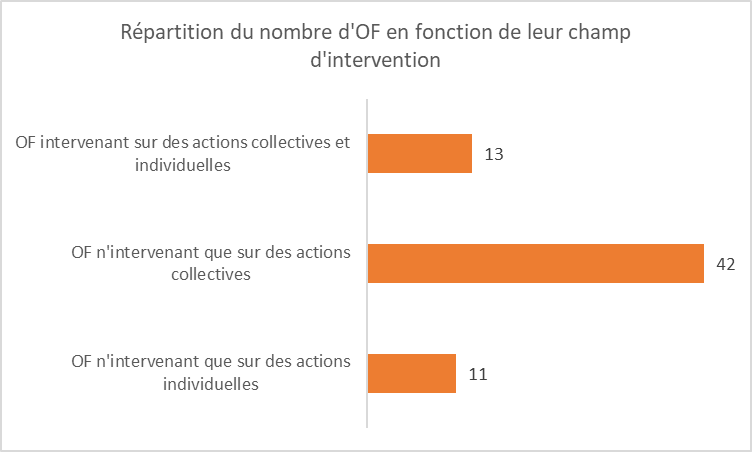 Répartition du nombre d'OF en fonction de leur champ
d'intervention
OF intervenant sur des actions collectives et
individuelles
13
OF n'intervenant que sur des actions
collectives
42
OF n'intervenant que sur des actions
individuelles
11